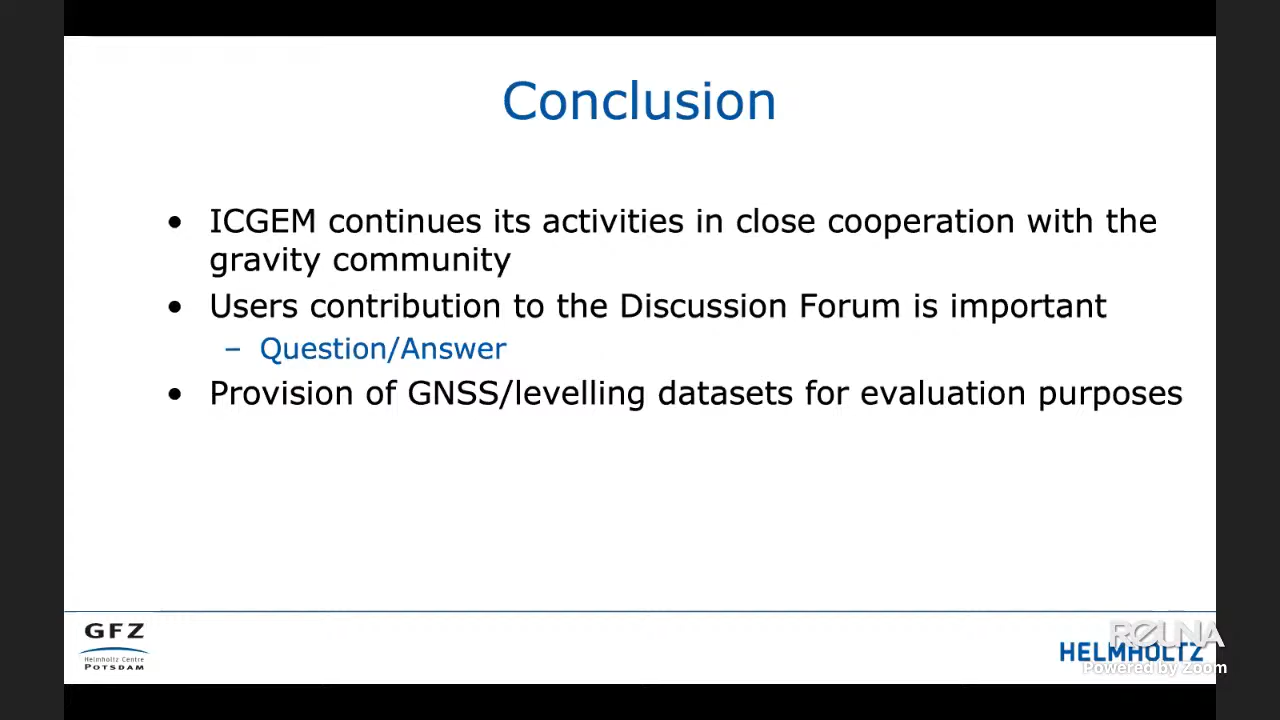 Conclusion
• ICGEM continues its activities in close cooperation with the
gravity community
• Users contribution to the Discussion Forum is important
– Question/Answer
• Provision of GNSS/levelling datasets for evaluation purposes
GFZ
Helmholtz Centre
POTSDAM
HELMHOLTZ
REUNA
Powered by Zoom